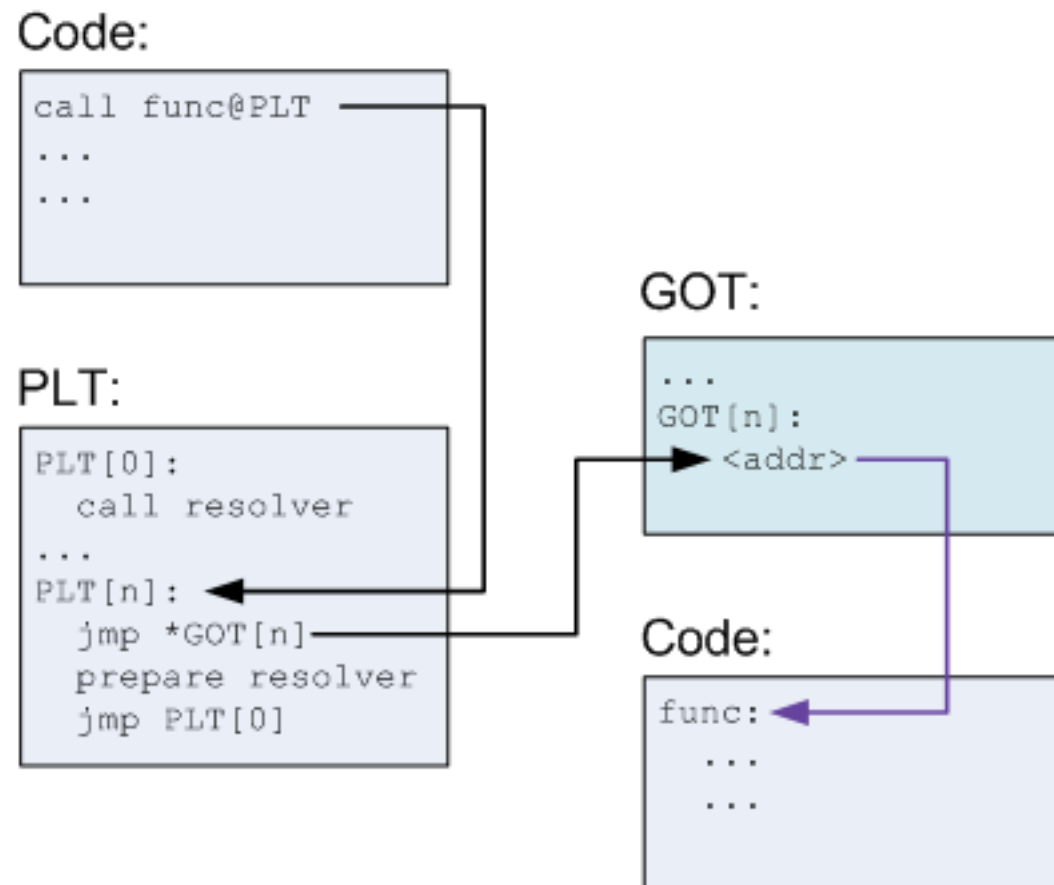 Code:
call func@PLT
...
...
PLT:
PLT[0]:
call resolver
...
PLT[n]:
jmp *GOT[n]
prepare resolver
jmp PLT[0]
GOT:
...
GOT[n]:
<addr>
Code:
func:
...
...